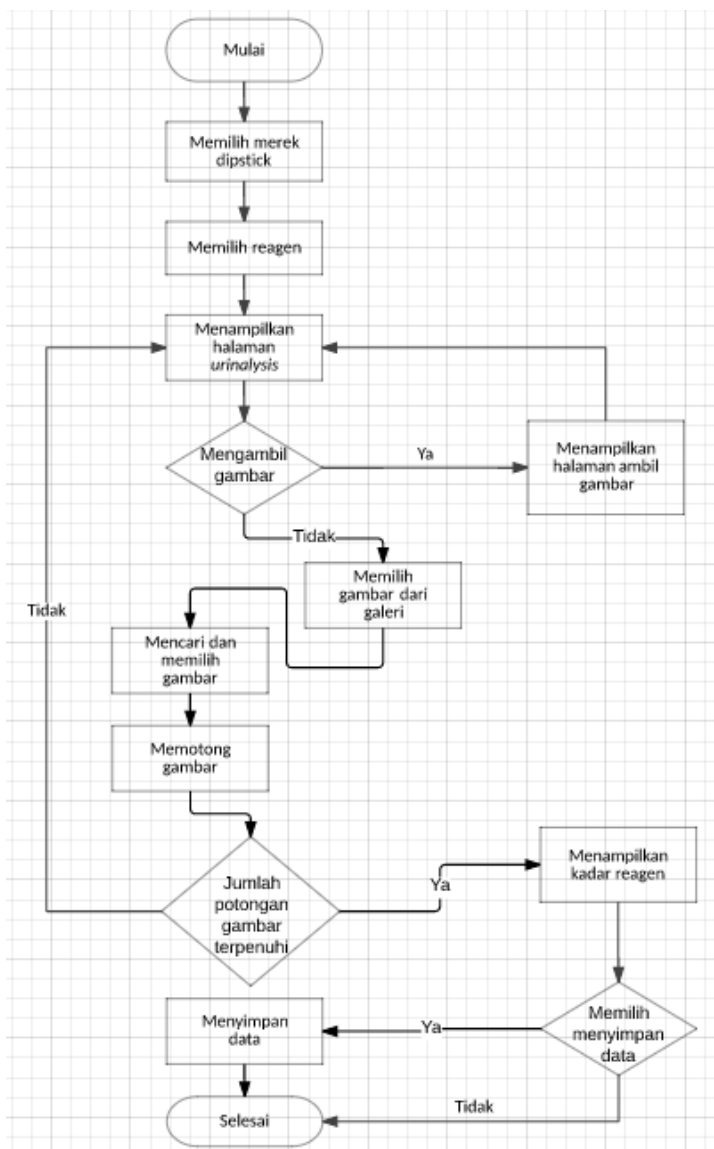 Mulai
Memilih merek
dipstick
Memilih reagen
Menampilkan
halaman
urinalysis
Mengambil
gambar
Ya
Menampilkan
halaman ambil
gambar
Tidak
Memilih
gambar dari
galeri
Tidak
Mencari dan
memilih
gambar
Memotong
gambar
Jumlah
potongan
gambar
terpenuhi
Ya
Menampilkan
kadar reagen
Memilih
menyimpan
data
Ya
Menyimpan
data
Tidak
Selesai